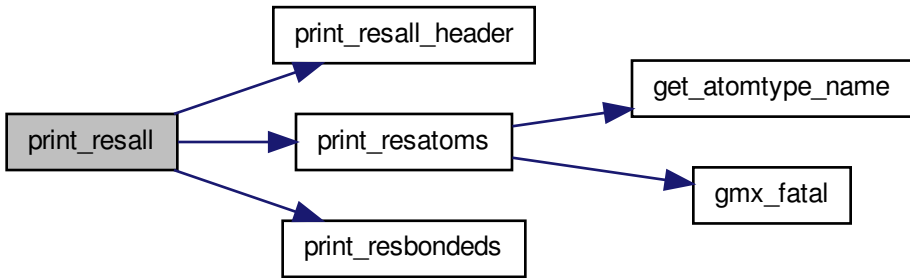 print_resall
print_resall_header
print_resatoms
print_resbondeds
get_atomtype_name
gmx_fatal